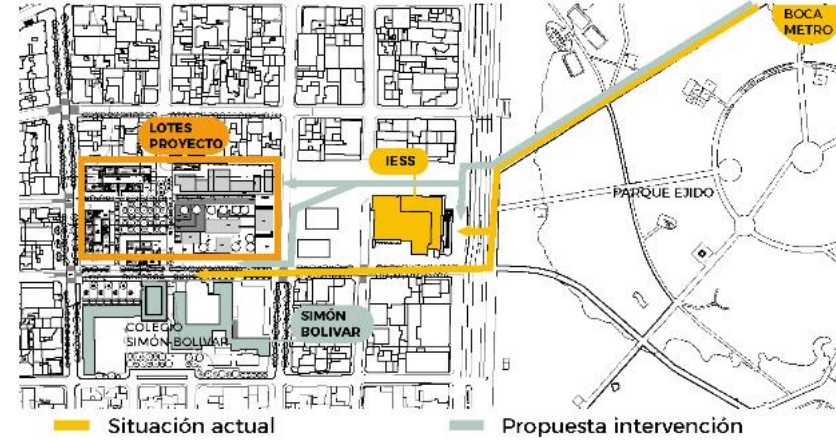 BOCA
METRO
LOTES
PROYECTO
IESS
PARQUE EJIDO
SIMÓN
BOLIVAR
COLEGIO
SIMÓN BOLIVAR
Situación actual
Propuesta intervención